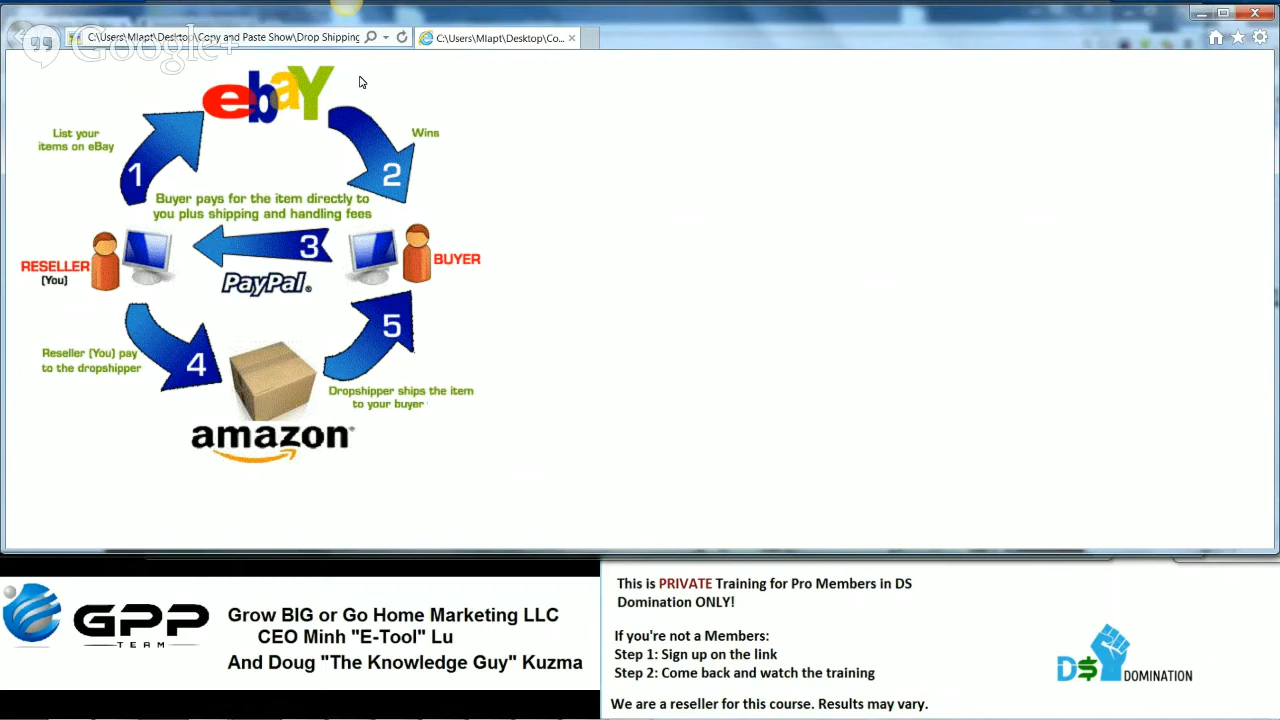 Google+
C:\Users\Mlapt\Desktop\Copy and Paste Show\Drop Shipping
C:\Users\Mlapt\Desktop\Co...
ebay
List your
items on eBay
Wins
1
2
Buyer pays for the item directly to
you plus shipping and handling fees
3
RESELLER
[You]
BUYER
PayPal®
Reseller [You] pay
to the dropshipper
4
5
Dropshipper ships the item
to your buyer
amazon®
GPP
TEAM
Grow BIG or Go Home Marketing LLC
CEO Minh "E-Tool" Lu
And Doug "The Knowledge Guy" Kuzma
This is PRIVATE Training for Pro Members in DS
Domination ONLY!
If you're not a Members:
Step 1: Sign up on the link
Step 2: Come back and watch the training
We are a reseller for this course. Results may vary.
D$ DOMINATION